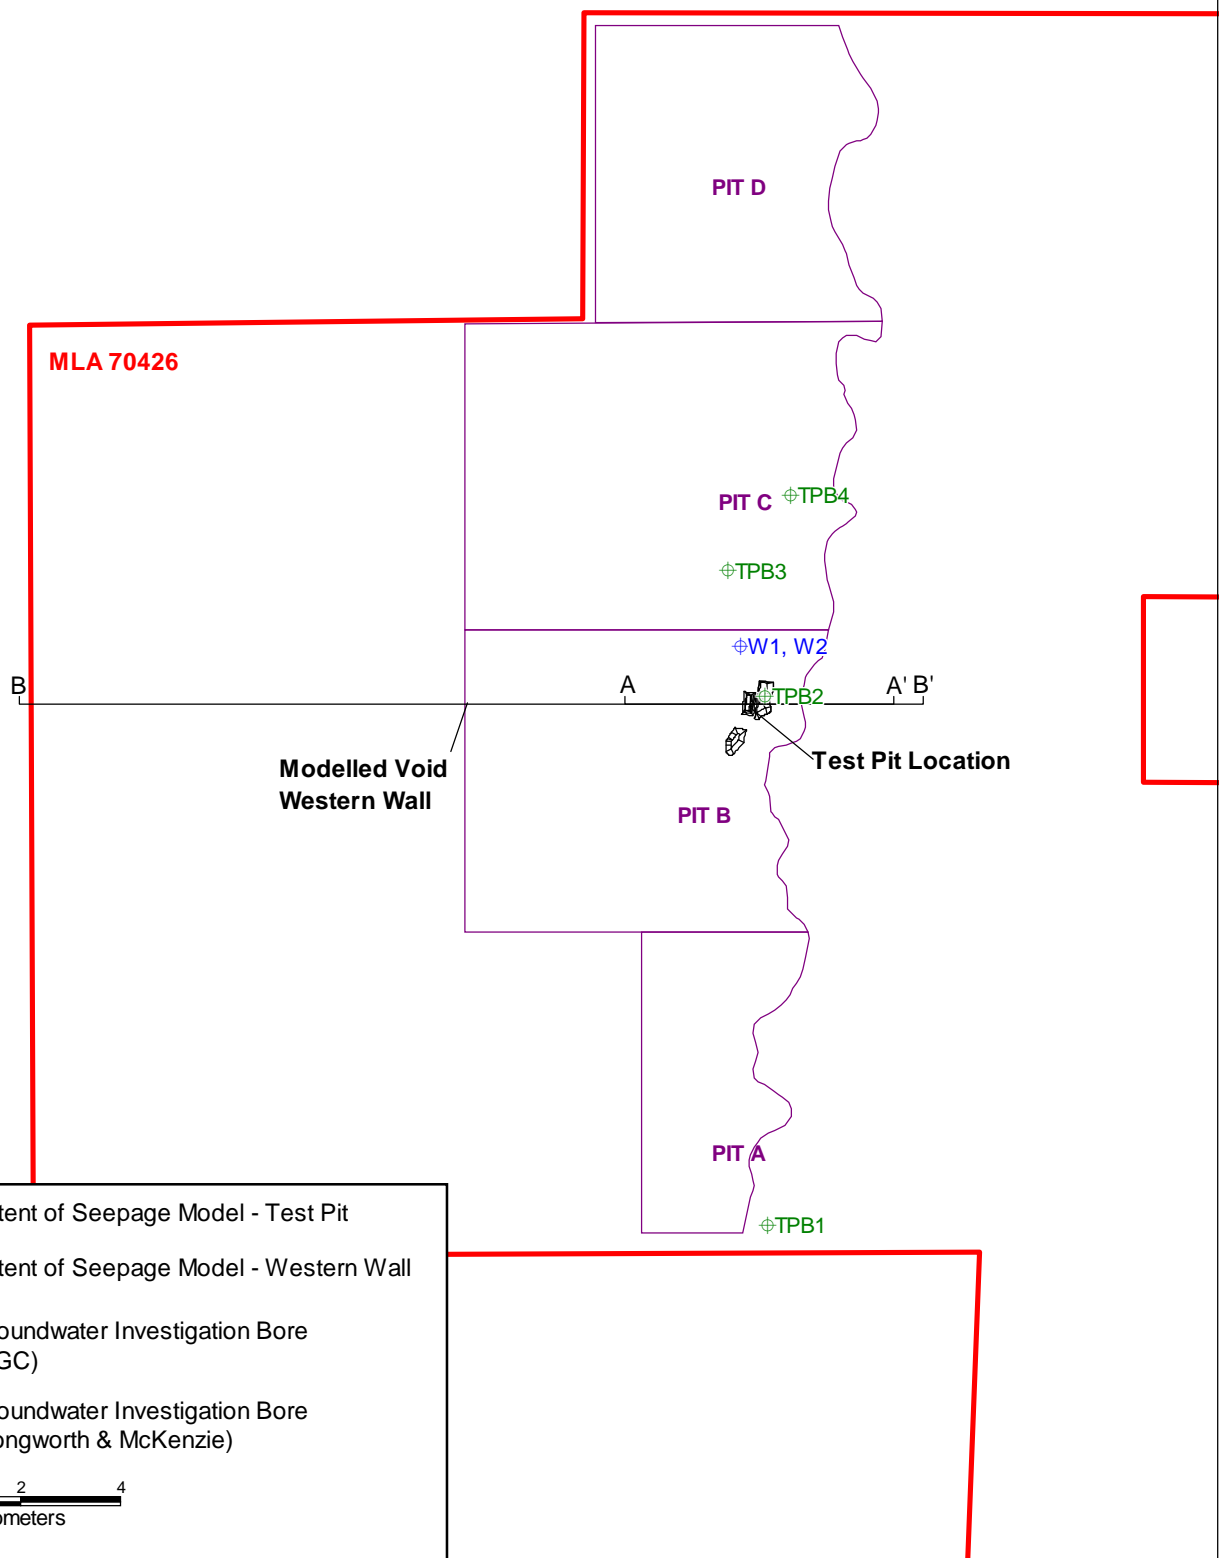 PIT D
MLA 70426
PIT C
TPB4
TPB3
W1, W2
B
A
A'
B'
TPB2
Modelled Void
Western Wall
Test Pit Location
PIT B
PIT A
TPB1
tent of Seepage Model - Test Pit
tent of Seepage Model - Western Wall
oundwater Investigation Bore
GC)
oundwater Investigation Bore
ongworth & McKenzie)
2
4
ometers